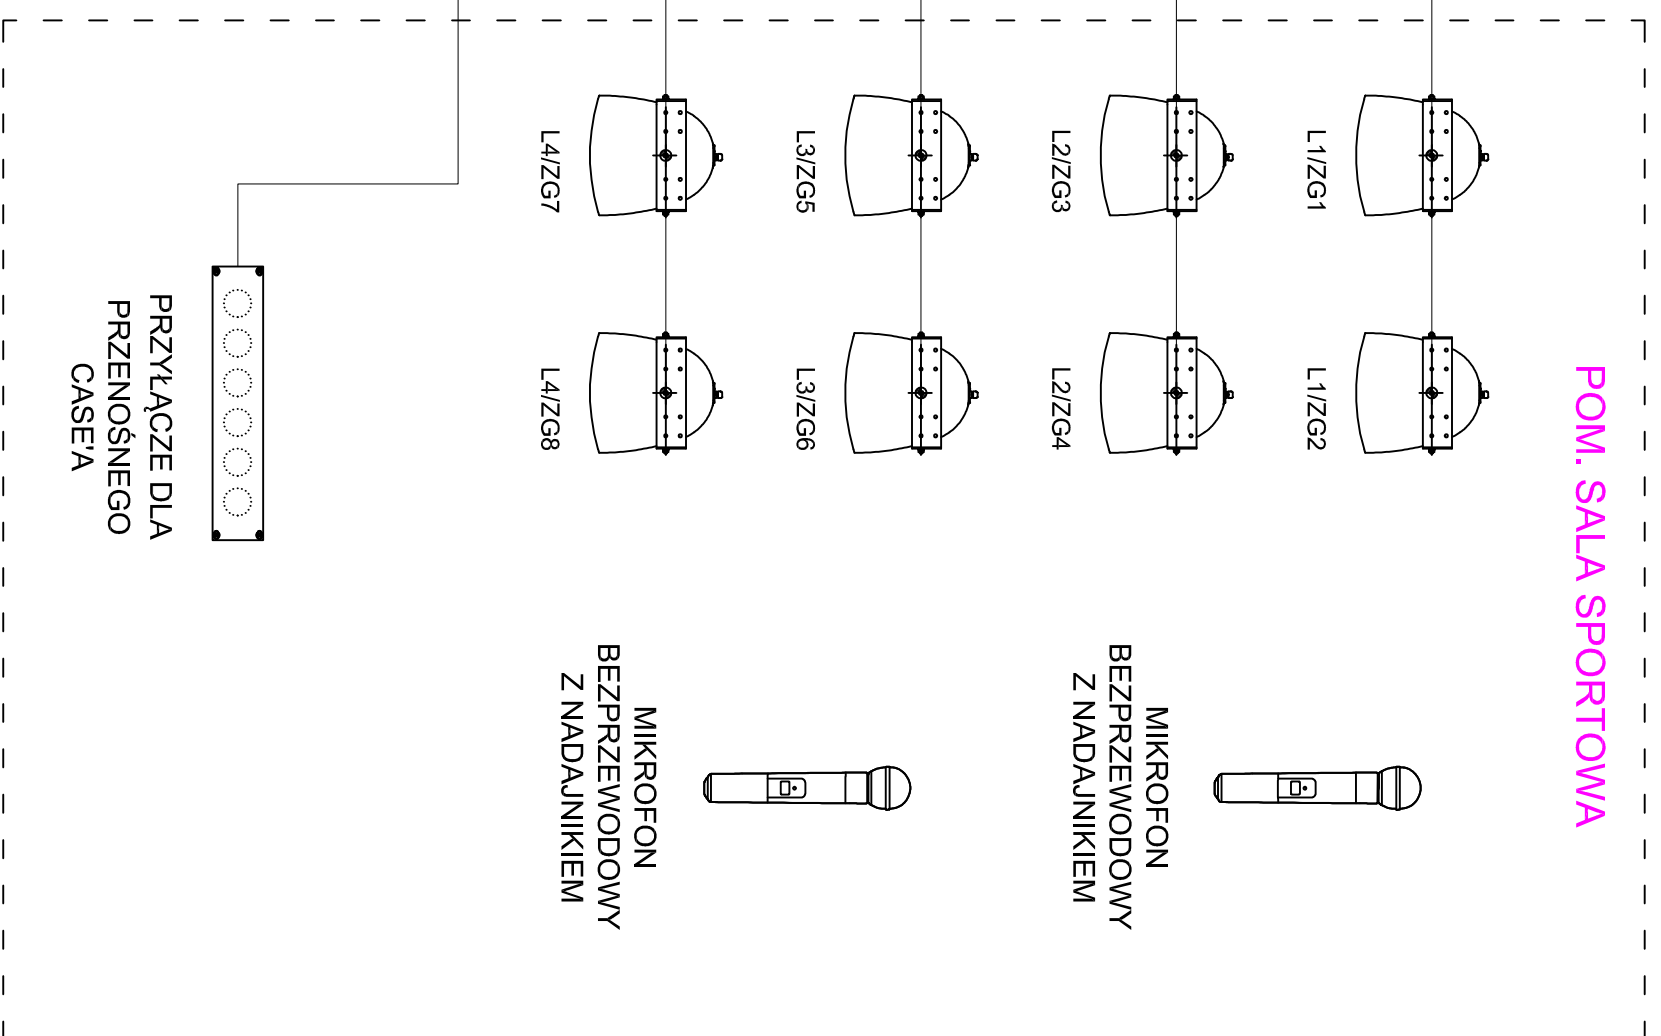 POM. SALA SPORTOWA
L1/ZG1
L1/ZG2
L2/ZG3
L2/ZG4
L3/ZG5
L3/ZG6
L4/ZG7
L4/ZG8
MIKROFON
BEZPRZEWODOWY
Z NADAJNIKIEM
MIKROFON
BEZPRZEWODOWY
Z NADAJNIKIEM
PRZYŁĄCZE DLA
PRZENOŚNEGO
CASE'A